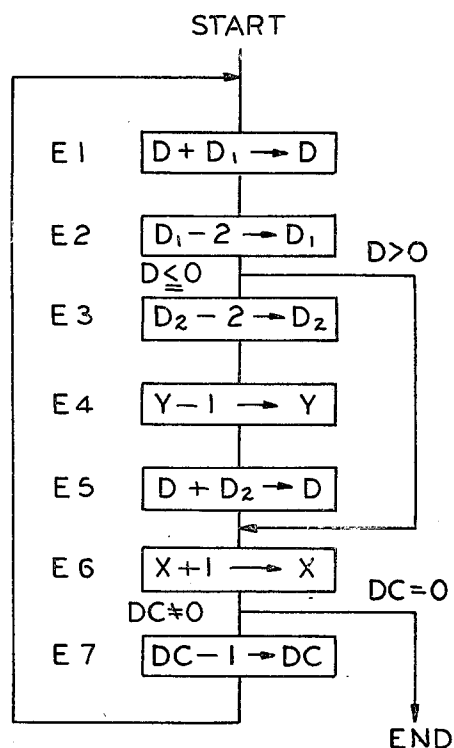 START
E1 D + D₁ → D
E2 D₁ - 2 → D₁
D ≦ 0 D>0
E3 D₂ - 2 → D₂
E4 Y - 1 → Y
E5 D + D₂ → D
E6 X+1 → X
DC≠0 DC=0
E7 DC - 1 → DC
END